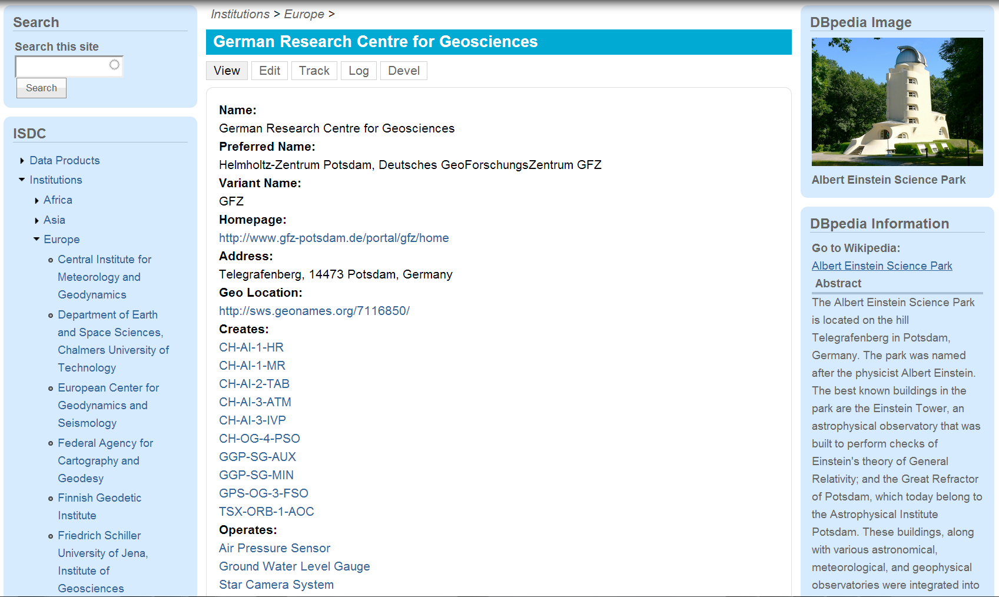 Search
Search this site
Search
ISDC
Data Products
Institutions
Africa
Asia
Europe
Central Institute for
Meteorology and
Geodynamics
Department of Earth
and Space Sciences,
Chalmers University of
Technology
European Center for
Geodynamics and
Seismology
Federal Agency for
Cartography and
Geodesy
Finnish Geodetic
Institute
Friedrich Schiller
University of Jena,
Institute of
Geosciences
Institutions > Europe >
German Research Centre for Geosciences
View Edit Track Log Devel
Name:
German Research Centre for Geosciences
Preferred Name:
Helmholtz-Zentrum Potsdam, Deutsches GeoForschungsZentrum GFZ
Variant Name:
GFZ
Homepage:
http://www.gfz-potsdam.de/portal/gfz/home
Address:
Telegrafenberg, 14473 Potsdam, Germany
Geo Location:
http://sws.geonames.org/7116850/
Creates:
CH-AI-1-HR
CH-AI-1-MR
CH-AI-2-TAB
CH-AI-3-ATM
CH-AI-3-IVP
CH-OG-4-PSO
GGP-SG-AUX
GGP-SG-MIN
GPS-OG-3-FSO
TSX-ORB-1-AOC
Operates:
Air Pressure Sensor
Ground Water Level Gauge
Star Camera System
DBpedia Image
Albert Einstein Science Park
DBpedia Information
Go to Wikipedia:
Albert Einstein Science Park
Abstract
The Albert Einstein Science Park
is located on the hill
Telegrafenberg in Potsdam,
Germany. The park was named
after the physicist Albert Einstein.
The best known buildings in the
park are the Einstein Tower, an
astrophysical observatory that was
built to perform checks of
Einstein's theory of General
Relativity; and the Great Refractor
of Potsdam, which today belong to
the Astrophysical Institute
Potsdam. These buildings, along
with various astronomical,
meteorological, and geophysical
observatories were integrated into